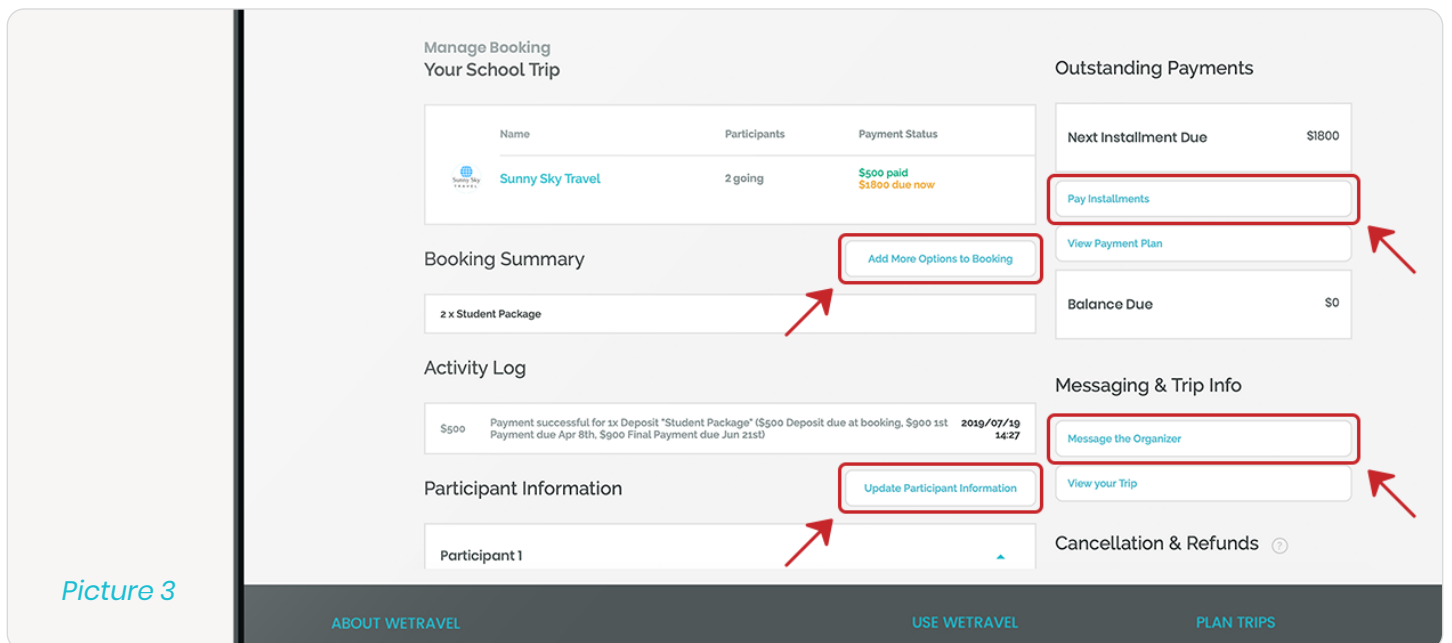 Manage Booking
Your School Trip
Name
Participants
Payment Status
Sunny Sky
TRAVEL
Sunny Sky Travel
2 going
$500 paid
$1800 due now
Booking Summary
Add More Options to Booking
2 x Student Package
Activity Log
$500
Payment successful for 1x Deposit "Student Package" ($500 Deposit due at booking, $900 1st
Payment due Apr 8th, $900 Final Payment due Jun 21st)
2019/07/19
14:27
Participant Information
Update Participant Information
Participant 1
Outstanding Payments
Next Installment Due
$1800
Pay Installments
View Payment Plan
Balance Due
$0
Messaging & Trip Info
Message the Organizer
View your Trip
Cancellation & Refunds
?
Picture 3
ABOUT WETRAVEL
USE WETRAVEL
PLAN TRIPS